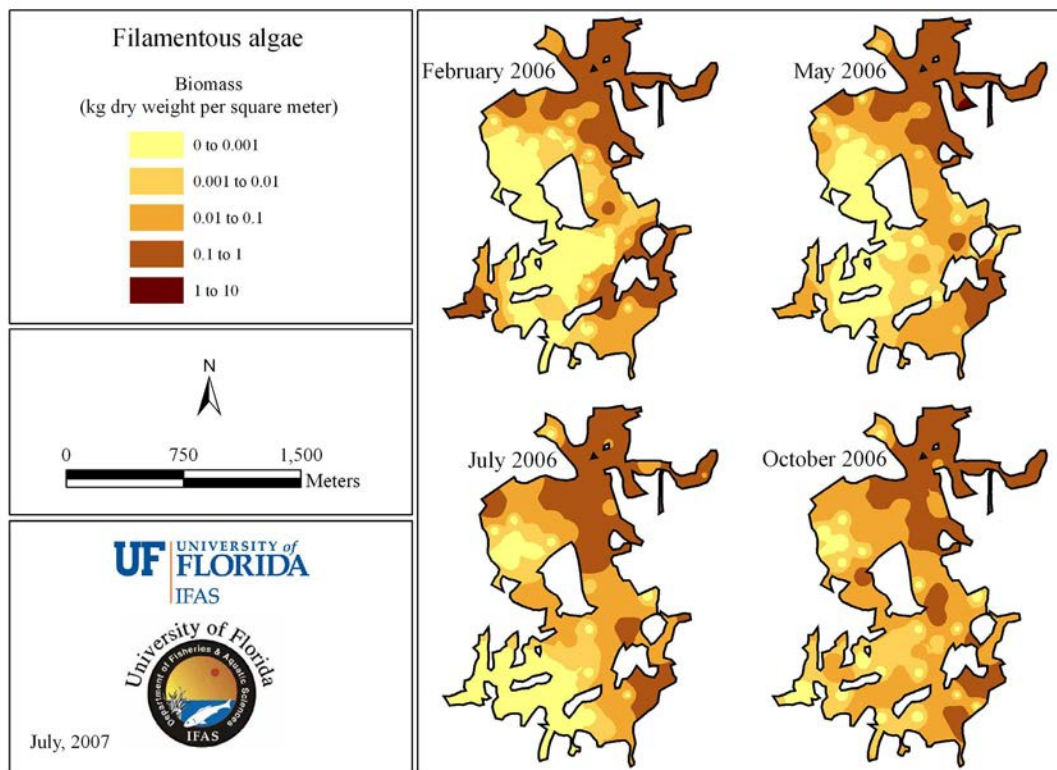 Filamentous algae
Biomass
(kg dry weight per square meter)
0 to 0.001
0.001 to 0.01
0.01 to 0.1
0.1 to 1
1 to 10
N
0 750 1,500
Meters
UF UNIVERSITY of
FLORIDA
IFAS
University of Florida
Department of Fisheries & Aquatic Sciences
IFAS
July, 2007
February 2006
May 2006
July 2006
October 2006